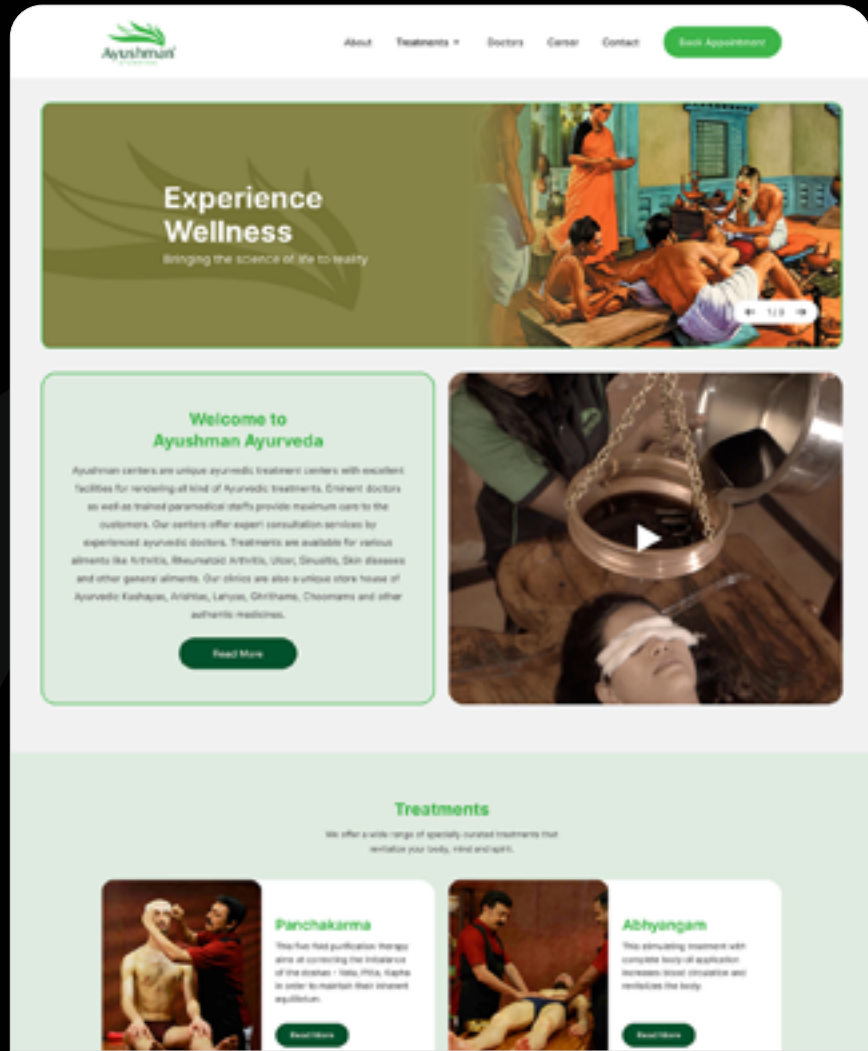 Ayushman
About Treatments Doctors Career Contact Book Appointment
Experience
Wellness
Bringing the science of life to reality
1/3
Welcome to
Ayushman Ayurveda
Ayushman centers are unique ayurvedic treatment centers with excellent
facilities for rendering all kind of Ayurvedic treatments. Eminent doctors
as well as trained paramedical staffs provide maximum care to the
customers. Our centers offer expert consultation services by
experienced ayurvedic doctors. Treatments are available for various
ailments like Arthritis, Rheumatoid Arthritis, Ulcer, Sinusitis, Skin diseases
and other general ailments. Our clinics are also a unique store house of
Ayurvedic Kashayas, Arishtas, Lehyas, Ghrithams, Choornams and other
authentic medicines.
Read More
Treatments
We offer a wide range of specially curated treatments that
revitalize your body, mind and spirit.
Panchakarma
This five fold purification therapy
aims at correcting the imbalance
of the doshas - Vata, Pitta, Kapha
in order to maintain their inherent
equilibrium.
Read More
Abhyangam
This stimulating treatment with
complete body oil application
increases blood circulation and
revitalizes the body.
Read More